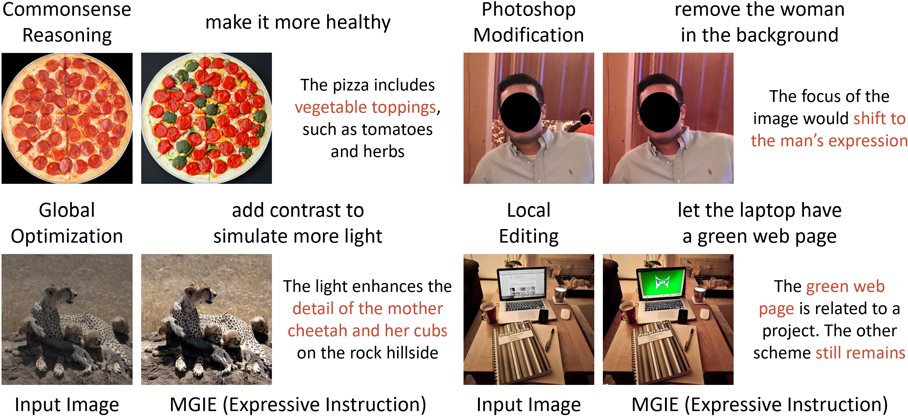 Commonsense
Reasoning
make it more healthy
The pizza includes
vegetable toppings,
such as tomatoes
and herbs
Photoshop
Modification
remove the woman
in the background
The focus of the
image would shift to
the man's expression
Global
Optimization
add contrast to
simulate more light
The light enhances the
detail of the mother
cheetah and her cubs
on the rock hillside
Local
Editing
let the laptop have
a green web page
The green web
page is related to a
project. The other
scheme still remains
Input Image
MGIE (Expressive Instruction)
Input Image
MGIE (Expressive Instruction)